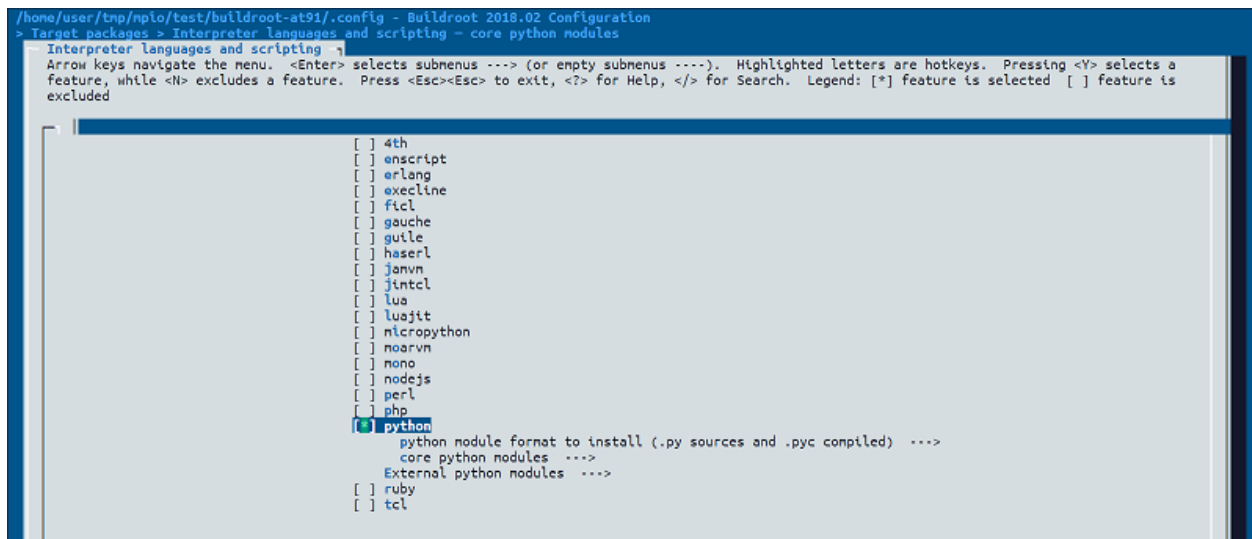 /home/user/tmp/mpio/test/buildroot-at91/.config - Buildroot 2018.02 Configuration
> Target packages > Interpreter languages and scripting — core python modules
Interpreter languages and scripting
Arrow keys navigate the menu. <Enter> selects submenus ---> (or empty submenus ----). Highlighted letters are hotkeys. Pressing <Y> selects a
feature, while <N> excludes a feature. Press <Esc><Esc> to exit, <?> for Help, </> for Search. Legend: [*] feature is selected [ ] feature is
excluded
[ ] 4th
[ ] enscript
[ ] erlang
[ ] execline
[ ] ficl
[ ] gauche
[ ] guile
[ ] haserl
[ ] jamvm
[ ] jimtcl
[ ] lua
[ ] luajit
[ ] micropython
[ ] moarvm
[ ] mono
[ ] nodejs
[ ] perl
[ ] php
[*] python
python module format to install (.py sources and .pyc compiled) --->
core python modules --->
External python modules --->
[ ] ruby
[ ] tcl